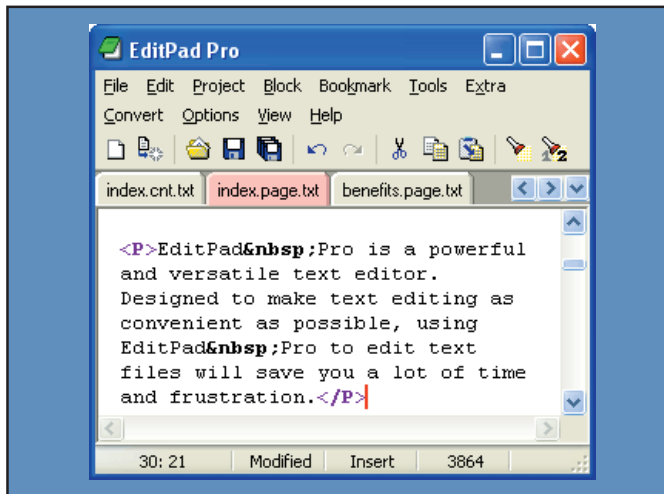 EditPad Pro
File Edit Project Block Bookmark Tools Extra
Convert Options View Help
index.cnt.txt index.page.txt benefits.page.txt
<P>EditPad&nbsp;Pro is a powerful
and versatile text editor.
Designed to make text editing as
convenient as possible, using
EditPad&nbsp;Pro to edit text
files will save you a lot of time
and frustration.</P>
30: 21 Modified Insert 3864